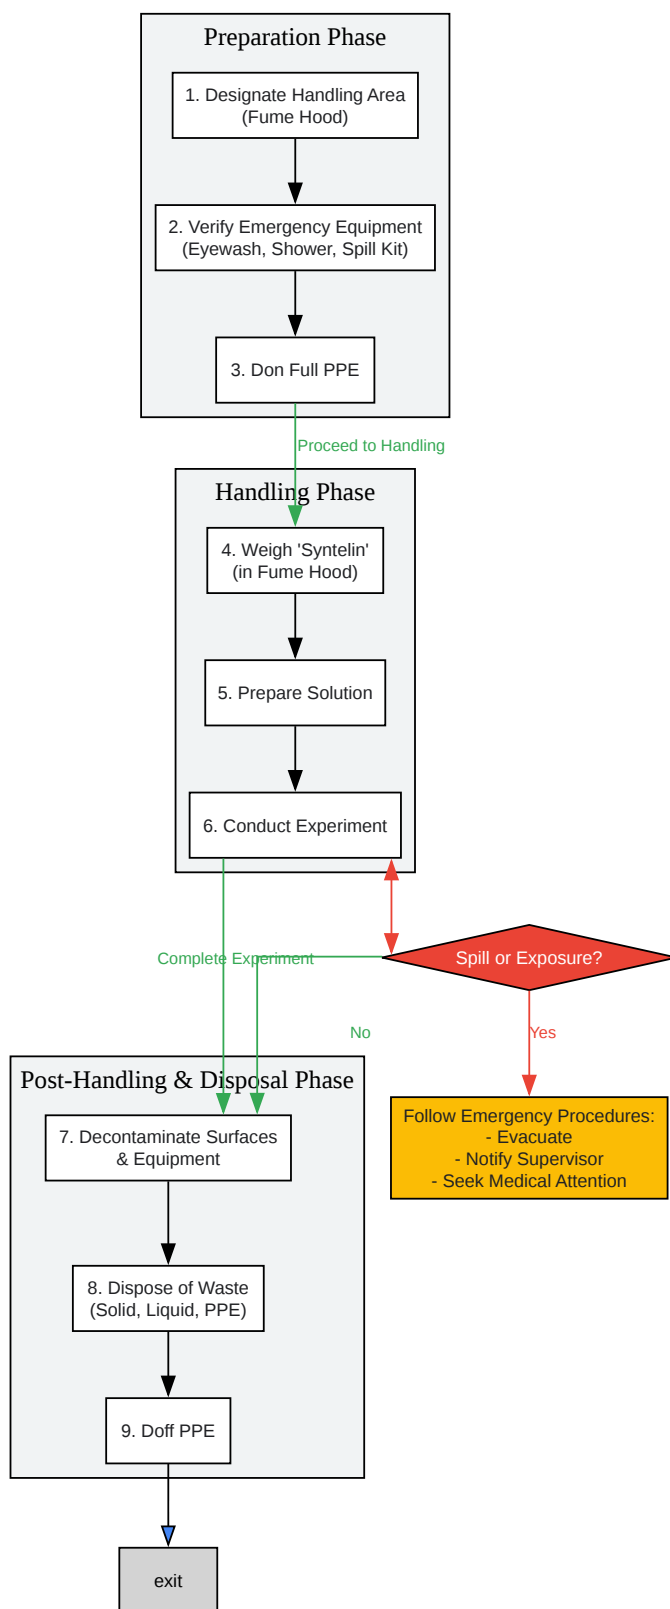 Preparation Phase
1. Designate Handling Area
(Fume Hood)
2. Verify Emergency Equipment
(Eyewash, Shower, Spill Kit)
3. Don Full PPE
Proceed to Handling
Handling Phase
4. Weigh 'Syntelin'
(in Fume Hood)
5. Prepare Solution
6. Conduct Experiment
Complete Experiment
Spill or Exposure?
No
Yes
Post-Handling & Disposal Phase
7. Decontaminate Surfaces
& Equipment
Follow Emergency Procedures:
- Evacuate
- Notify Supervisor
- Seek Medical Attention
8. Dispose of Waste
(Solid, Liquid, PPE)
9. Doff PPE
exit